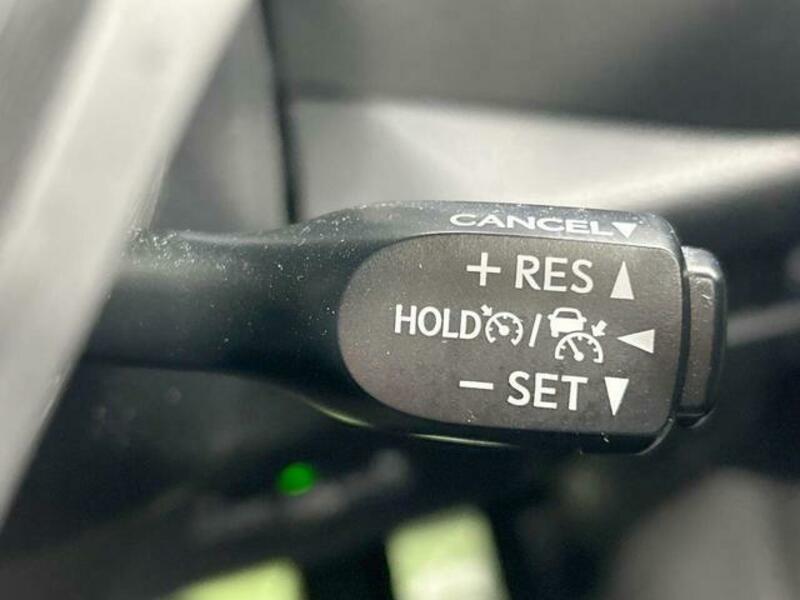 CANCEL▼
+ RES ▲
HOLD / ◀
− SET ▼